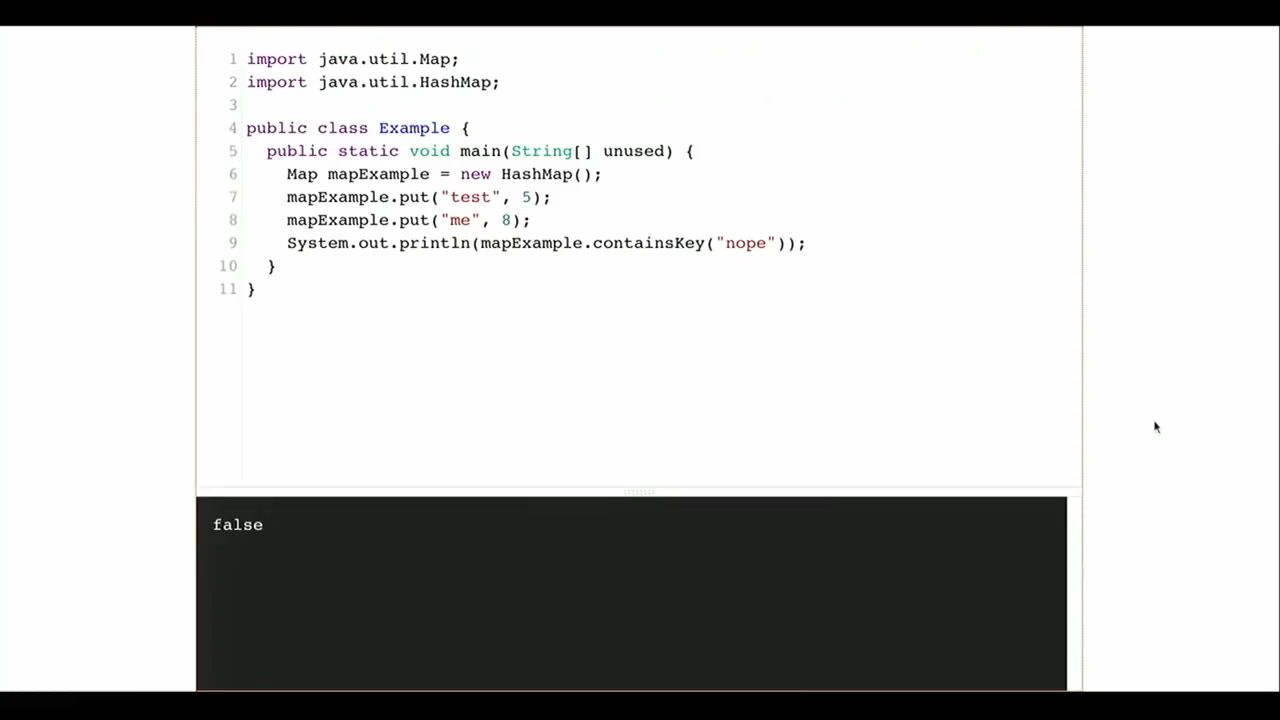 1 import java.util.Map;
2 import java.util.HashMap;
3
4 public class Example {
5   public static void main(String[] unused) {
6     Map mapExample = new HashMap();
7     mapExample.put("test", 5);
8     mapExample.put("me", 8);
9     System.out.println(mapExample.containsKey("nope"));
10   }
11 }
false